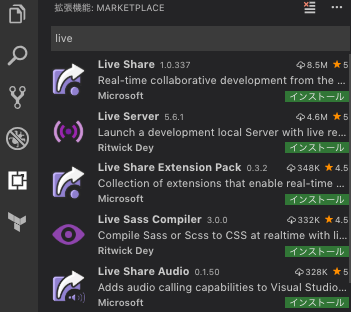 拡張機能: MARKETPLACE
live
Live Share 1.0.337 8.5M ★5
Real-time collaborative development from the ...
Microsoft インストール
Live Server 5.6.1 4.6M ★5
Launch a development local Server with live re...
Ritwick Dey インストール
Live Share Extension Pack 0.3.2 348K ★4.5
Collection of extensions that enable real-time ...
Microsoft インストール
Live Sass Compiler 3.0.0 332K ★4.5
Compile Sass or Scss to CSS at realtime with li...
Ritwick Dey インストール
Live Share Audio 0.1.50 328K ★5
Adds audio calling capabilities to Visual Studio...
Microsoft インストール